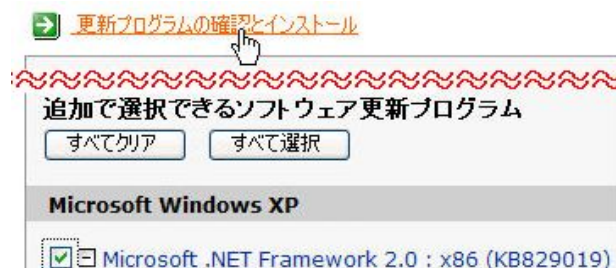 更新プログラムの確認とインストール
追加で選択できるソフトウェア更新プログラム
すべてクリア すべて選択
Microsoft Windows XP
Microsoft .NET Framework 2.0 : x86 (KB829019)